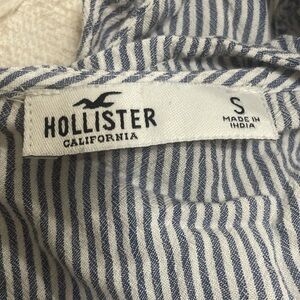 HOLLISTER
CALIFORNIA
S
MADE IN
INDIA